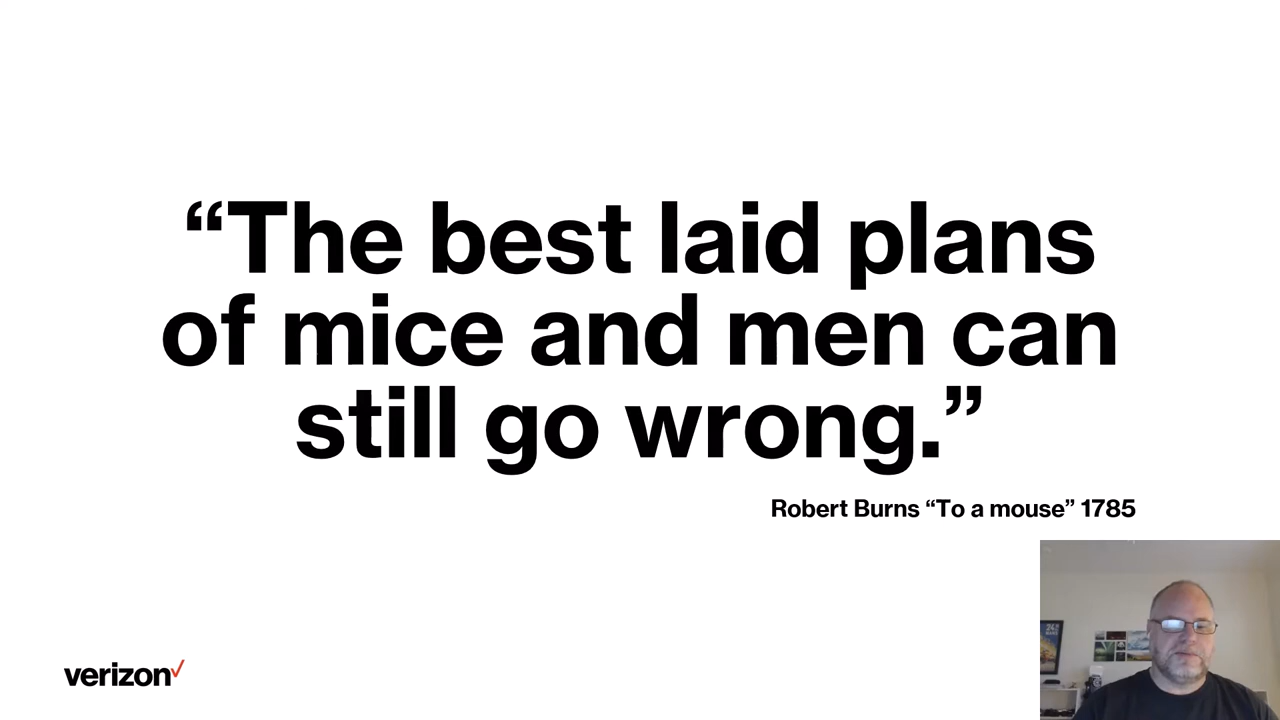 “The best laid plans
of mice and men can
still go wrong.”
Robert Burns “To a mouse” 1785
verizon